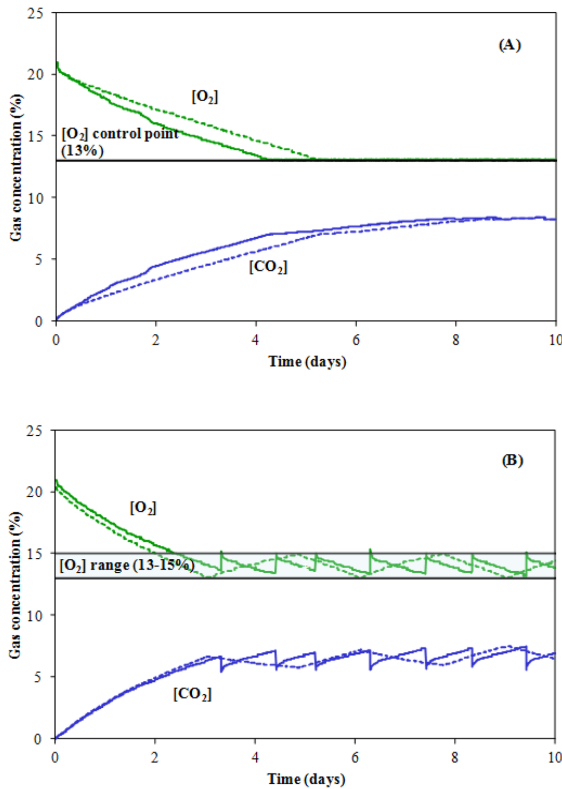 (A)
25
20
15
10
5
0
Gas concentration (%)
[O2]
[O2] control point
(13%)
[CO2]
0 2 4 6 8 10
Time (days)
(B)
25
20
15
10
5
0
Gas concentration (%)
[O2]
[O2] range (13-15%)
[CO2]
0 2 4 6 8 10
Time (days)